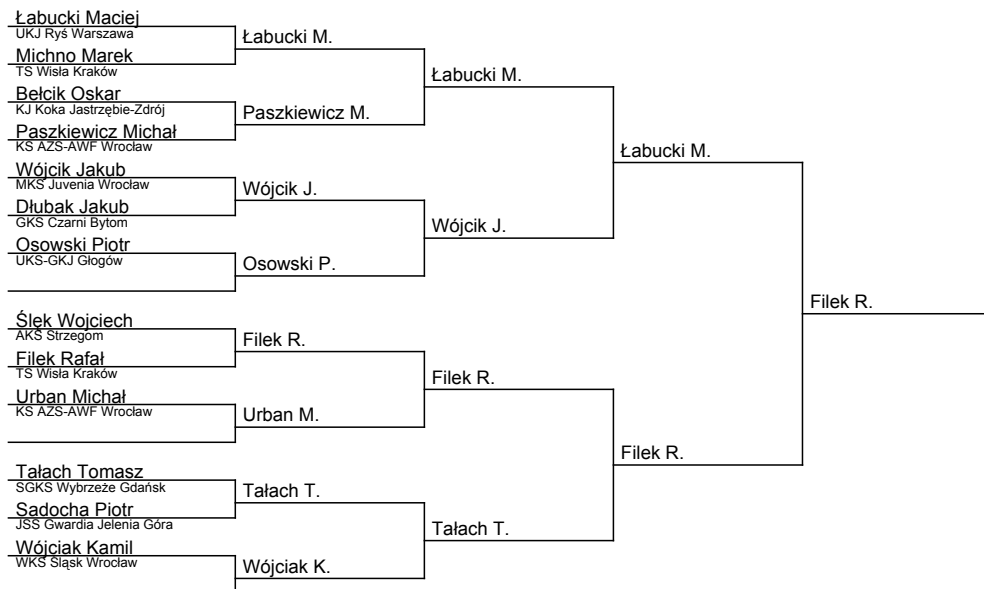 Łabucki Maciej
UKJ Ryś Warszawa
Michno Marek
TS Wisła Kraków
Bełcik Oskar
KJ Koka Jastrzębie-Zdrój
Paszkiewicz Michał
KS AZS-AWF Wrocław
Wójcik Jakub
MKS Juvenia Wrocław
Dłubak Jakub
GKS Czarni Bytom
Osowski Piotr
UKS-GKJ Głogów
Ślęk Wojciech
AKS Strzegom
Filek Rafał
TS Wisła Kraków
Urban Michał
KS AZS-AWF Wrocław
Tałach Tomasz
SGKS Wybrzeże Gdańsk
Sadocha Piotr
JSS Gwardia Jelenia Góra
Wójciak Kamil
WKS Śląsk Wrocław
Łabucki M.
Paszkiewicz M.
Wójcik J.
Osowski P.
Filek R.
Urban M.
Tałach T.
Wójciak K.
Łabucki M.
Wójcik J.
Filek R.
Tałach T.
Łabucki M.
Filek R.
Filek R.